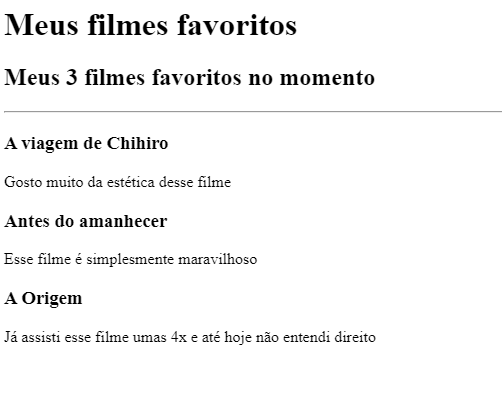 Meus filmes favoritos
Meus 3 filmes favoritos no momento
A viagem de Chihiro
Gosto muito da estética desse filme
Antes do amanhecer
Esse filme é simplesmente maravilhoso
A Origem
Já assisti esse filme umas 4x e até hoje não entendi direito